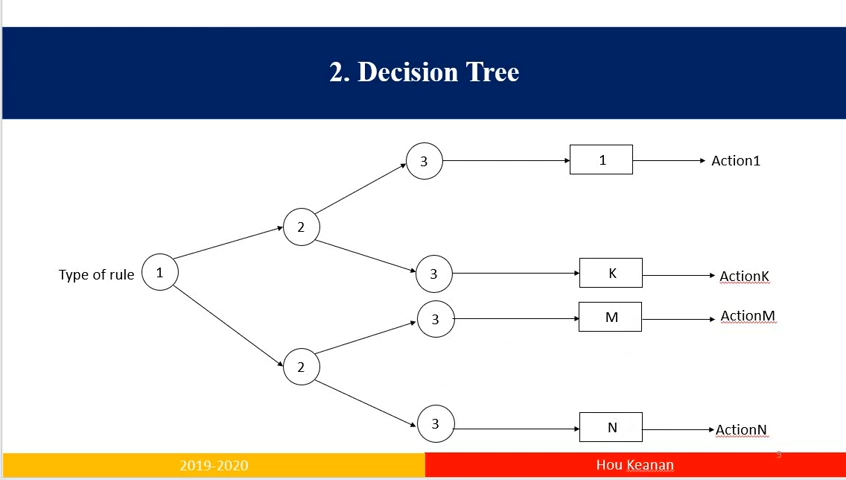 2. Decision Tree
3
1
Action1
2
Type of rule
1
3
K
ActionK
3
M
ActionM
2
3
N
ActionN
2019-2020
Hou Keanan